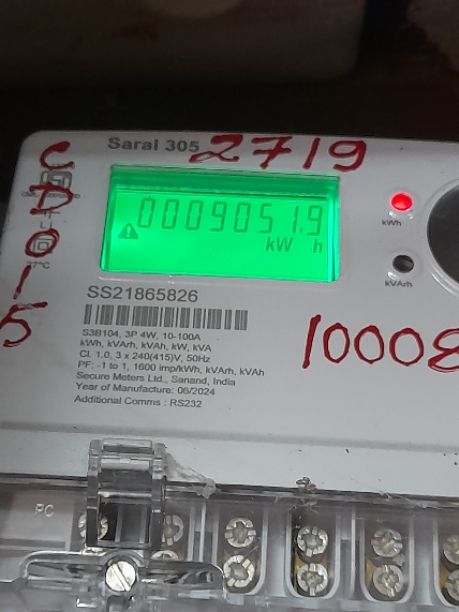 Saral 305
2719
CD015
0009051.9
kW h
kWh
kVArh
SS21865826
S3B104, 3P 4W, 10-100A
kWh, kVArh, kVAh, kW, kVA
Cl. 1.0, 3 x 240(415)V, 50Hz
PF: -1 to 1, 1600 imp/kWh, kVArh, kVAh
Secure Meters Ltd., Sanand, India
Year of Manufacture: 06/2024
Additional Comms : RS232
10008
PC